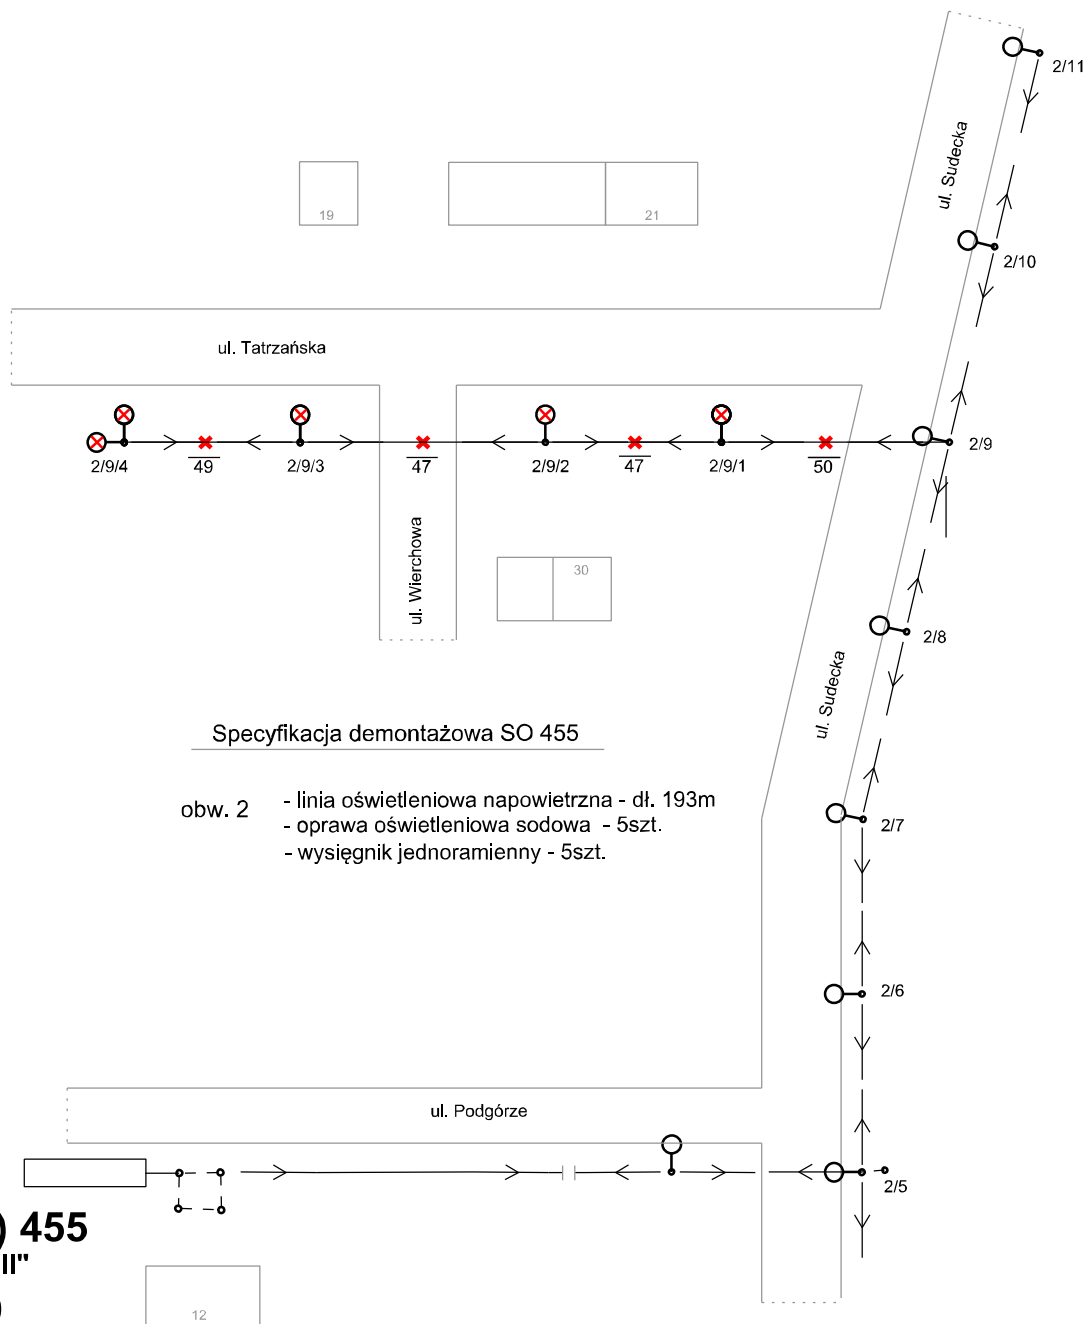 2/11
ul. Sudecka
2/10
19
21
ul. Tatrzańska
2/9/4
49
2/9/3
47
2/9/2
47
2/9/1
50
2/9
ul. Wierchowa
30
2/8
ul. Sudecka
Specyfikacja demontażowa SO 455
obw. 2
- linia oświetleniowa napowietrzna - dł. 193m
- oprawa oświetleniowa sodowa - 5szt.
- wysięgnik jednoramienny - 5szt.
2/7
2/6
ul. Podgórze
2/5
) 455
II"
)
12